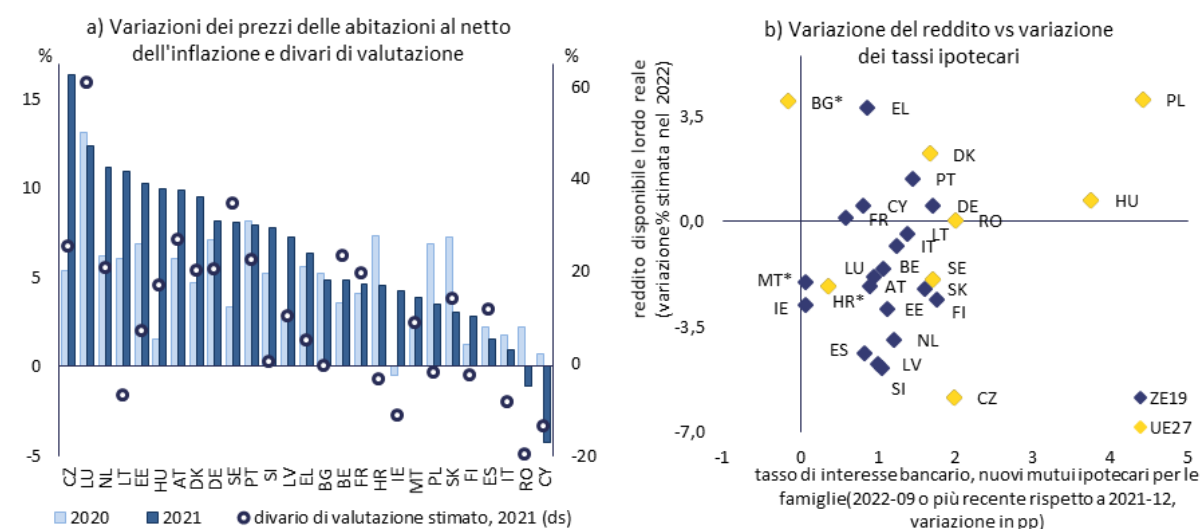 a) Variazioni dei prezzi delle abitazioni al netto
dell'inflazione e divari di valutazione
%
%
15
10
5
0
-5
60
40
20
0
-20
CZ
LU
NL
LT
EE
HU
AT
DK
DE
SE
PT
SI
LV
EL
BG
BE
FR
HR
IE
MT
PL
SK
FI
ES
IT
RO
CY
2020
2021
divario di valutazione stimato, 2021 (ds)
b) Variazione del reddito vs variazione
dei tassi ipotecari
reddito disponibile lordo reale
(variazione% stimata nel 2022)
3,5
0,0
-3,5
-7,0
BG*
EL
PL
DK
PT
CY
DE
HU
FR
RO
LT
IT
LU
BE
SE
MT*
AT
SK
HR*
IE
EE
FI
NL
ES
LV
SI
CZ
ZE19
UE27
-1
0
1
2
3
4
5
tasso di interesse bancario, nuovi mutui ipotecari per le
famiglie(2022-09 o più recente rispetto a 2021-12,
variazione in pp)